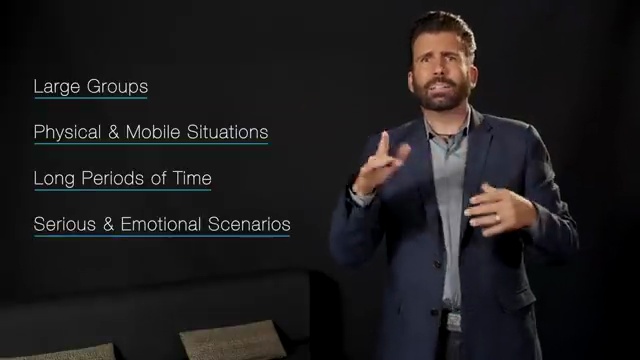 Large Groups
Physical & Mobile Situations
Long Periods of Time
Serious & Emotional Scenarios